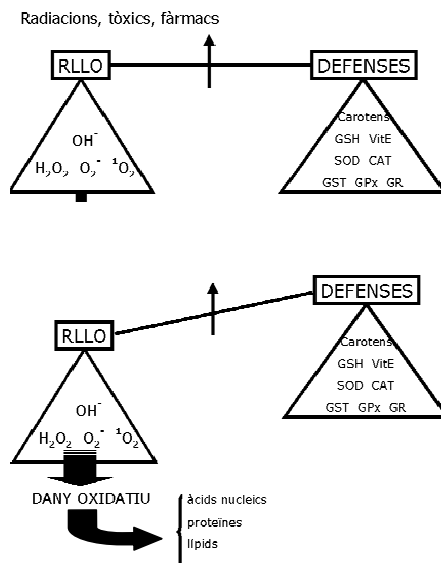 Radiacions, tòxics, fàrmacs
RLLO
DEFENSES
OH⁻
H₂O₂, O₂⁻ ¹O₂
Carotens
GSH VitE
SOD CAT
GST GPx GR
RLLO
DEFENSES
OH⁻
H₂O₂ O₂⁻ ¹O₂
Carotens
GSH VitE
SOD CAT
GST GPx GR
DANY OXIDATIU
àcids nucleics
proteïnes
lípids